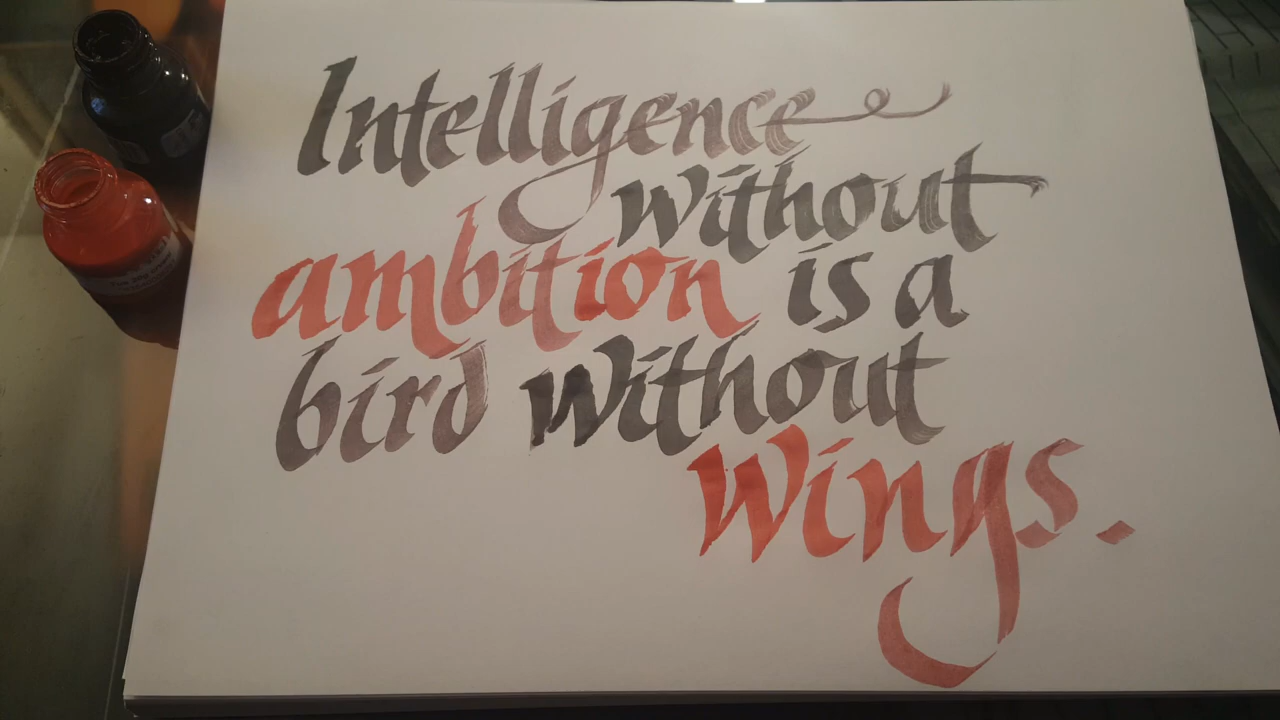 Intelligence
without
ambition is a
bird without
Wings.